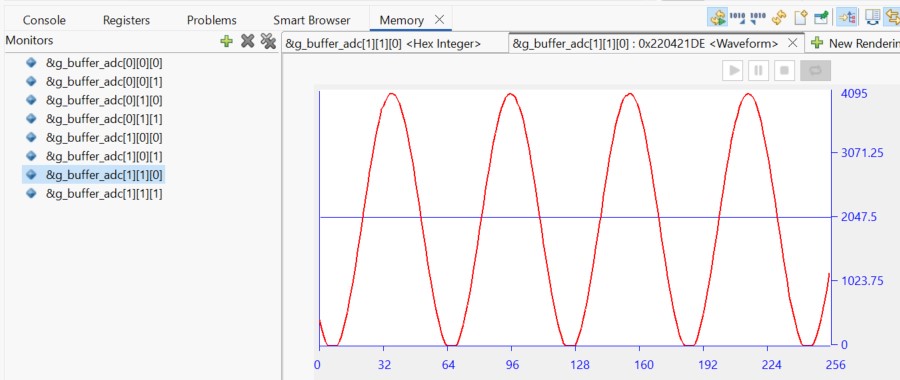 Console Registers Problems Smart Browser Memory
Monitors
&g_buffer_adc[0][0][0]
&g_buffer_adc[0][0][1]
&g_buffer_adc[0][1][0]
&g_buffer_adc[0][1][1]
&g_buffer_adc[1][0][0]
&g_buffer_adc[1][0][1]
&g_buffer_adc[1][1][0]
&g_buffer_adc[1][1][1]
&g_buffer_adc[1][1][0] <Hex Integer> &g_buffer_adc[1][1][0] : 0x220421DE <Waveform> New Renderin
4095
3071.25
2047.5
1023.75
0
0 32 64 96 128 160 192 224 256